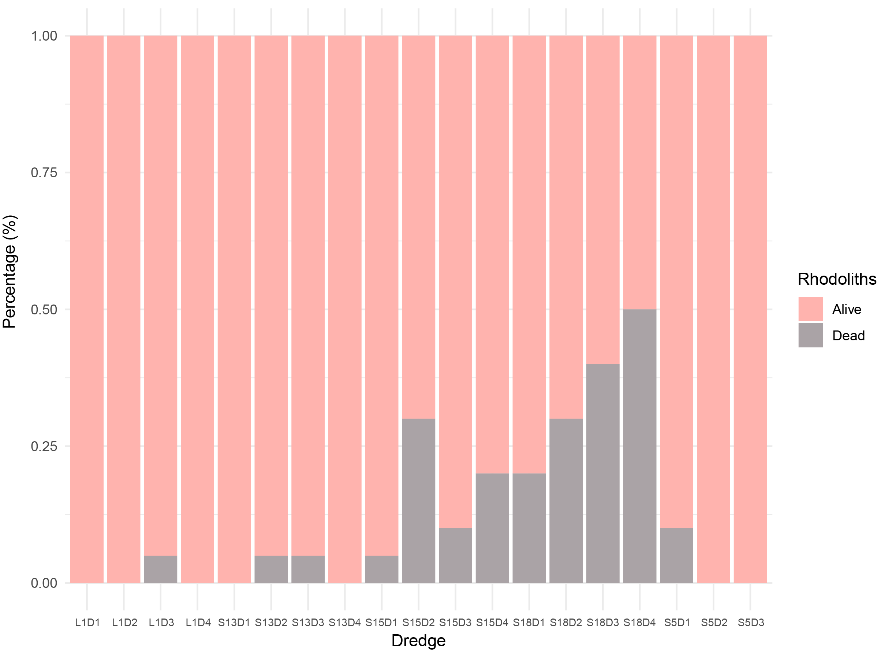 1.00
0.75
0.50
0.25
0.00
Percentage (%)
L1D1 L1D2 L1D3 L1D4 S13D1 S13D2 S13D3 S13D4 S15D1 S15D2 S15D3 S15D4 S18D1 S18D2 S18D3 S18D4 S5D1 S5D2 S5D3
Dredge
Rhodoliths
Alive
Dead